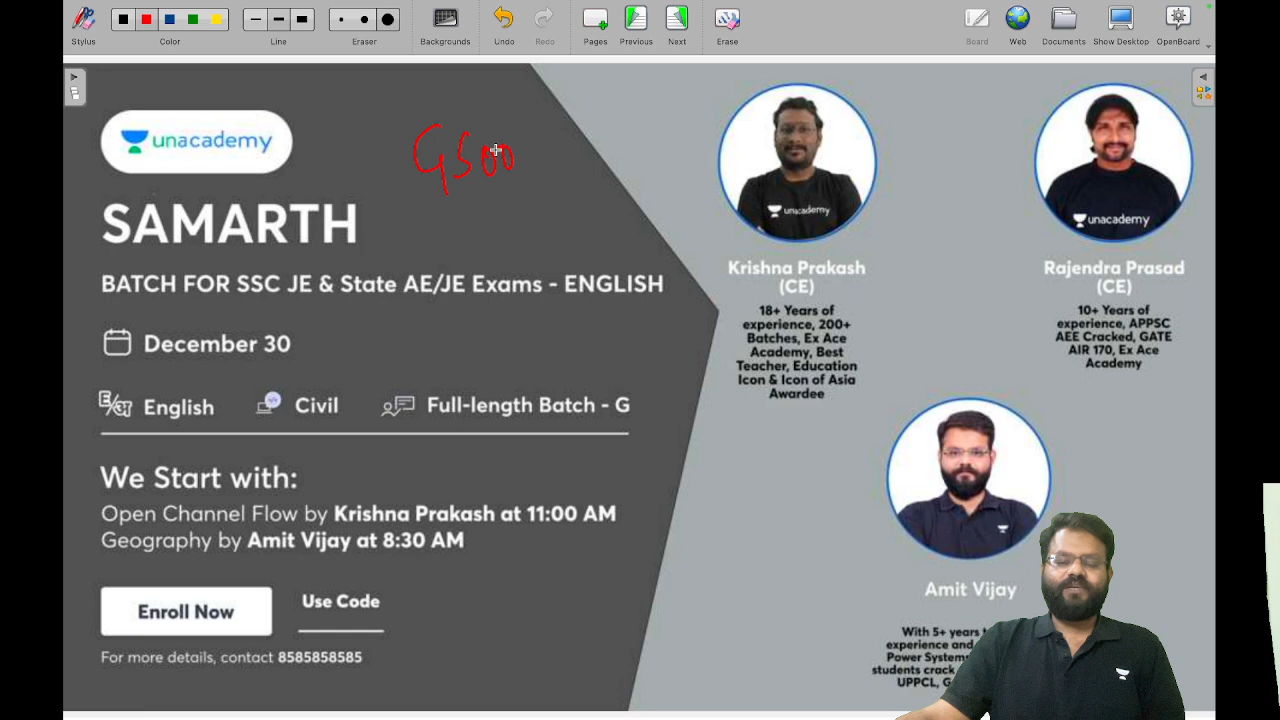 Stylus
Color
Line
Eraser
Backgrounds
Undo
Redo
Pages
Previous
Next
Erase
Board
Web
Documents
Show Desktop
OpenBoard
unacademy
SAMARTH
BATCH FOR SSC JE & State AE/JE Exams - ENGLISH
December 30
English
Civil
Full-length Batch - G
We Start with:
Open Channel Flow by Krishna Prakash at 11:00 AM
Geography by Amit Vijay at 8:30 AM
Enroll Now
Use Code
For more details, contact 8585858585
unacademy
Krishna Prakash
(CE)
18+ Years of
experience, 200+
Batches, Ex Ace
Academy, Best
Teacher, Education
Icon & Icon of Asia
Awardee
unacademy
Rajendra Prasad
(CE)
10+ Years of
experience, APPSC
AEE Cracked, GATE
AIR 170, Ex Ace
Academy
Amit Vijay
With 5+ years
experience and
Power System
students crack
UPPCL,